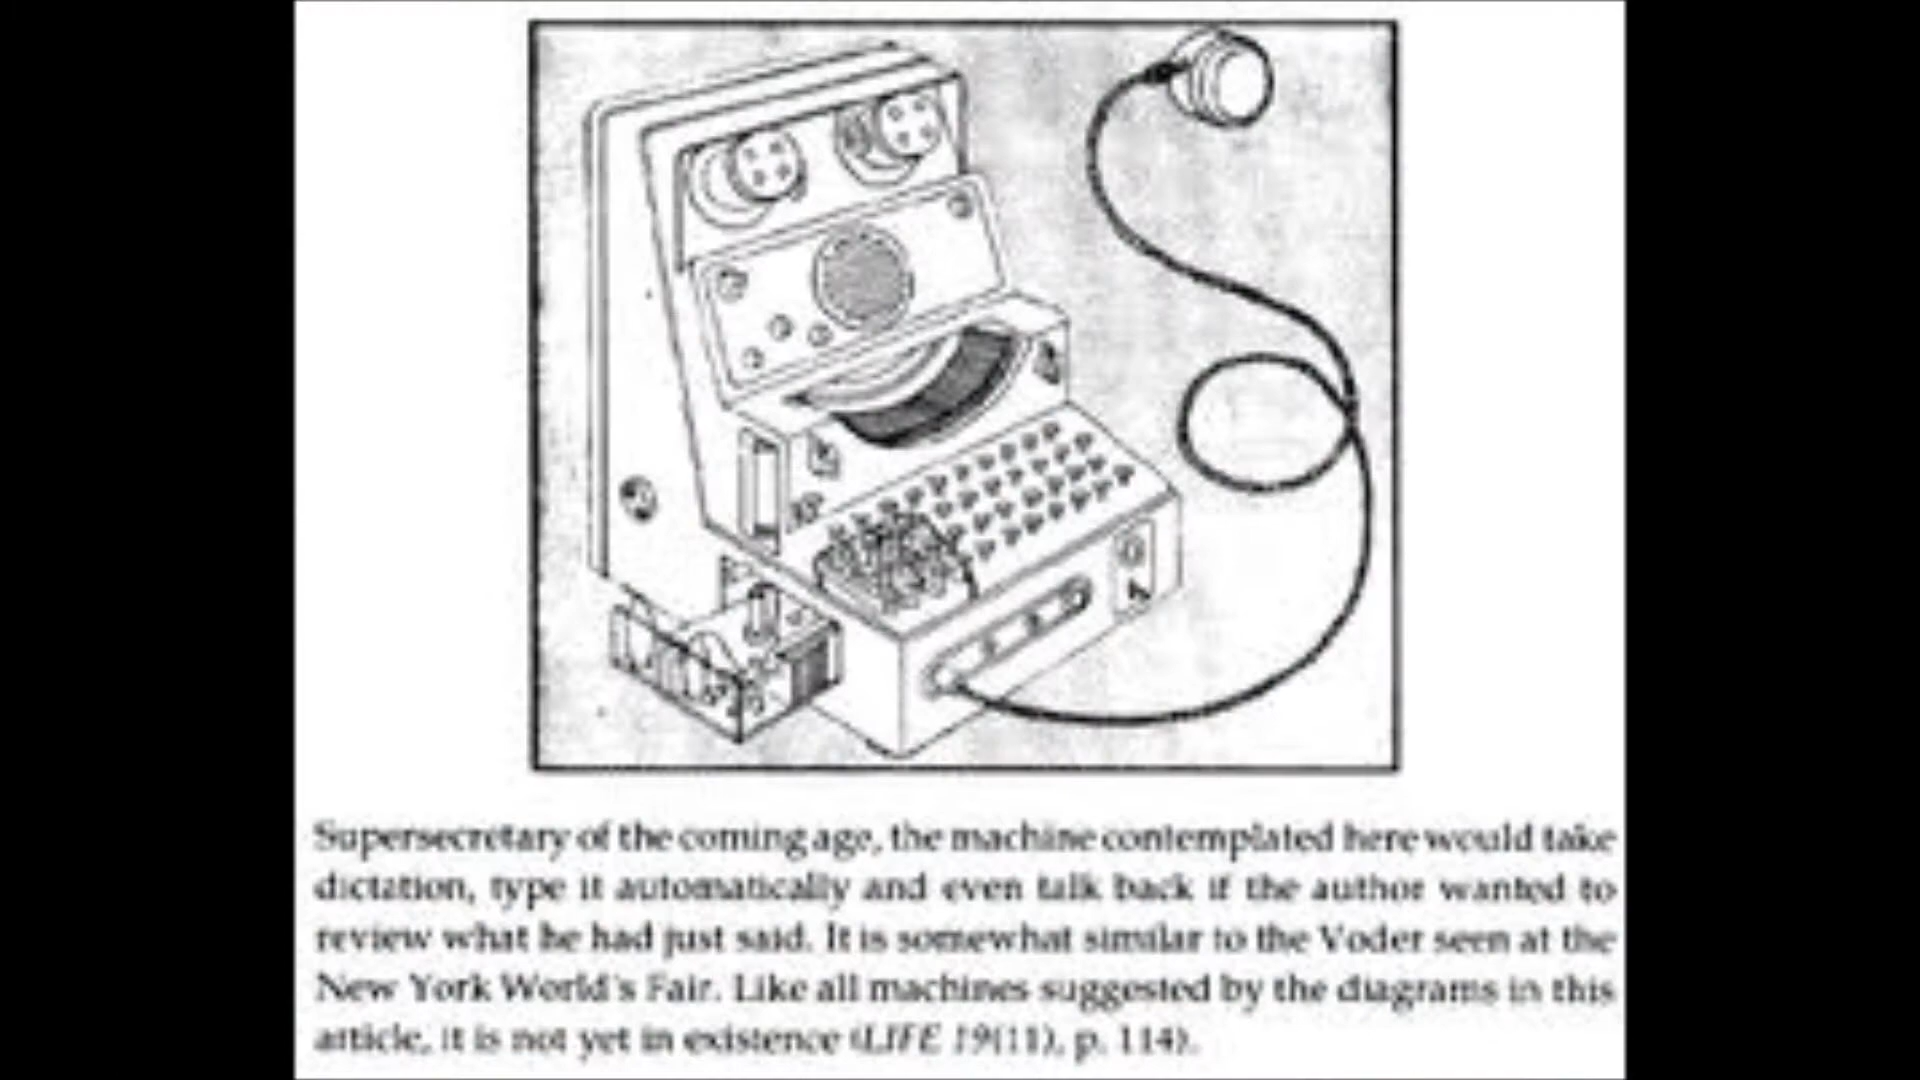 Supersecretary of the coming age, the machine contemplated here would take
dictation, type it automatically and even talk back if the author wanted to
review what he had just said. It is somewhat similar to the Voder seen at the
New York World's Fair. Like all machines suggested by the diagrams in this
article, it is not yet in existence (LIFE 19(11), p. 114).